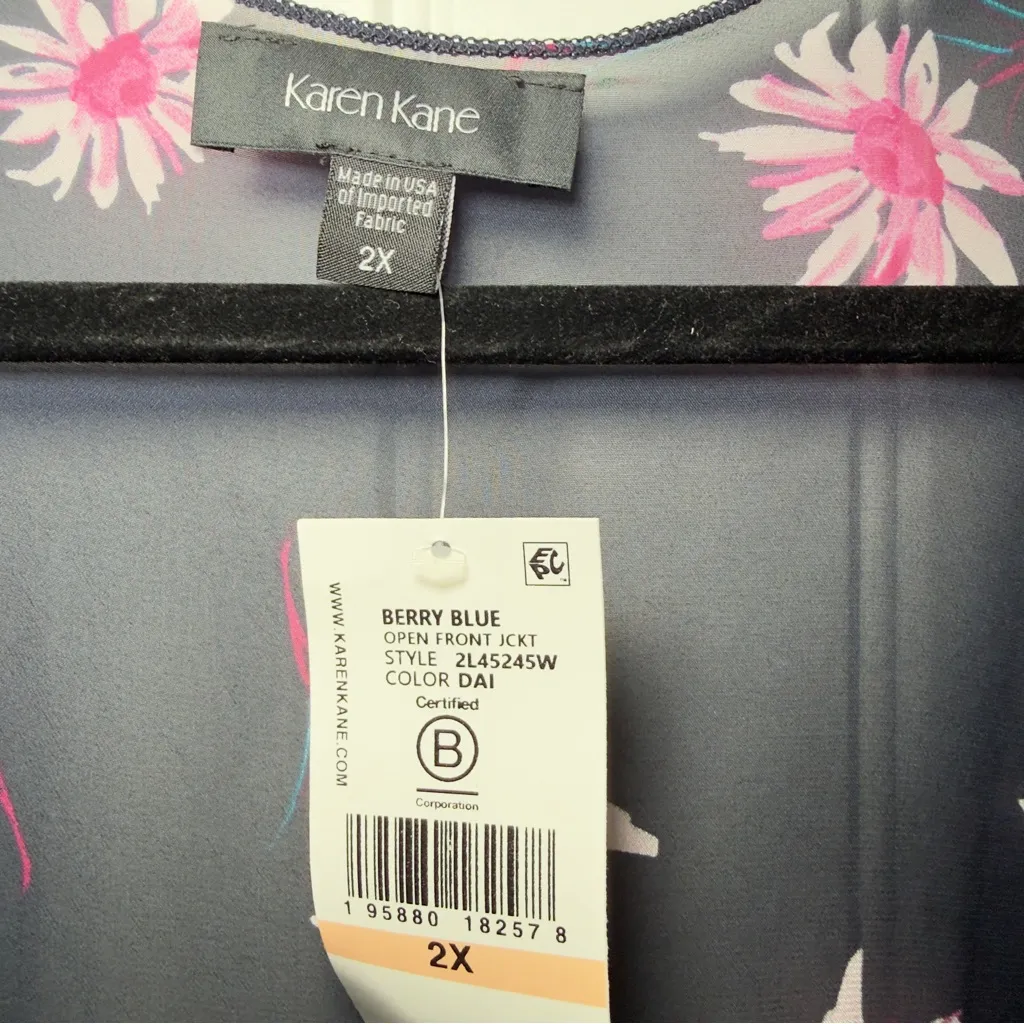 Karen Kane
Made in USA
of Imported
Fabric
2X
EPC
WWW.KARENKANE.COM
BERRY BLUE
OPEN FRONT JCKT
STYLE 2L45245W
COLOR DAI
Certified
B
Corporation
1 95880 18257 8
2X